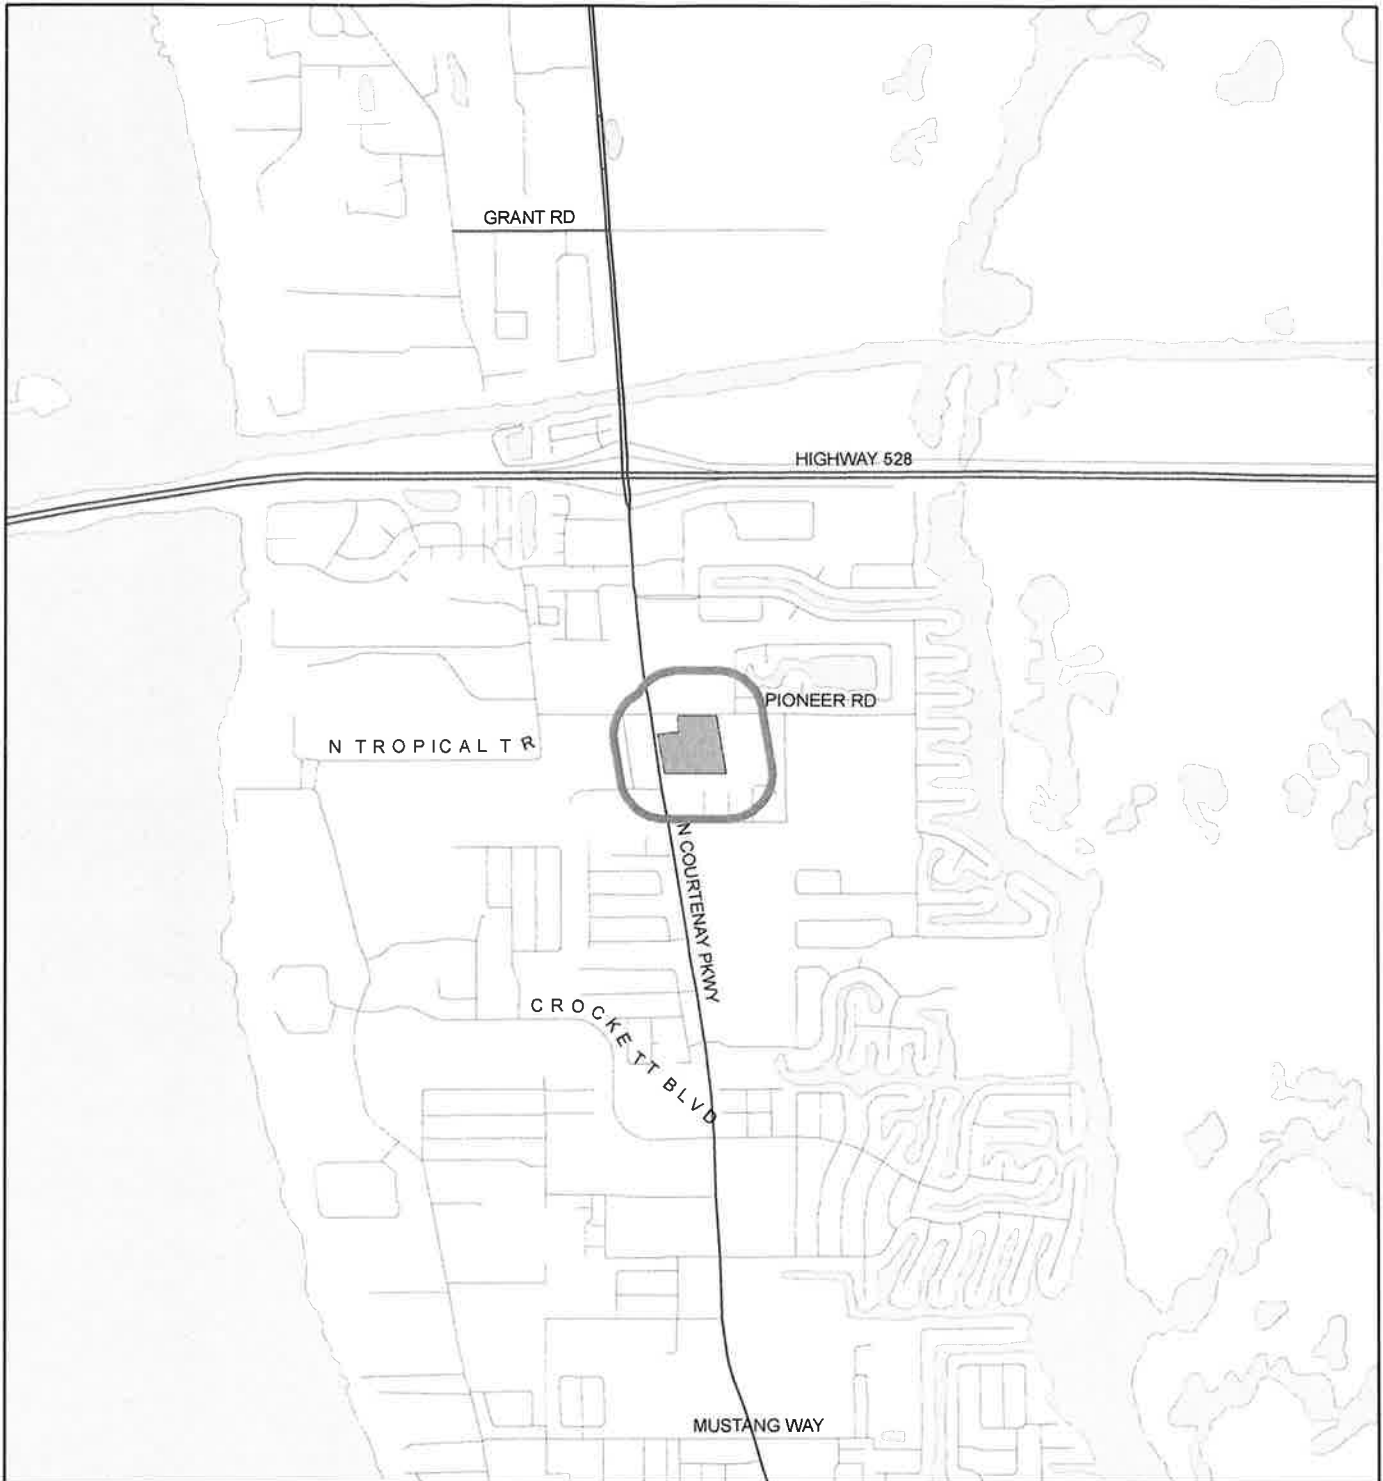 GRANT RD
HIGHWAY 528
PIONEER RD
N TROPICAL TR
N COURTENAY PKWY
CROCKETT BLVD
MUSTANG WAY